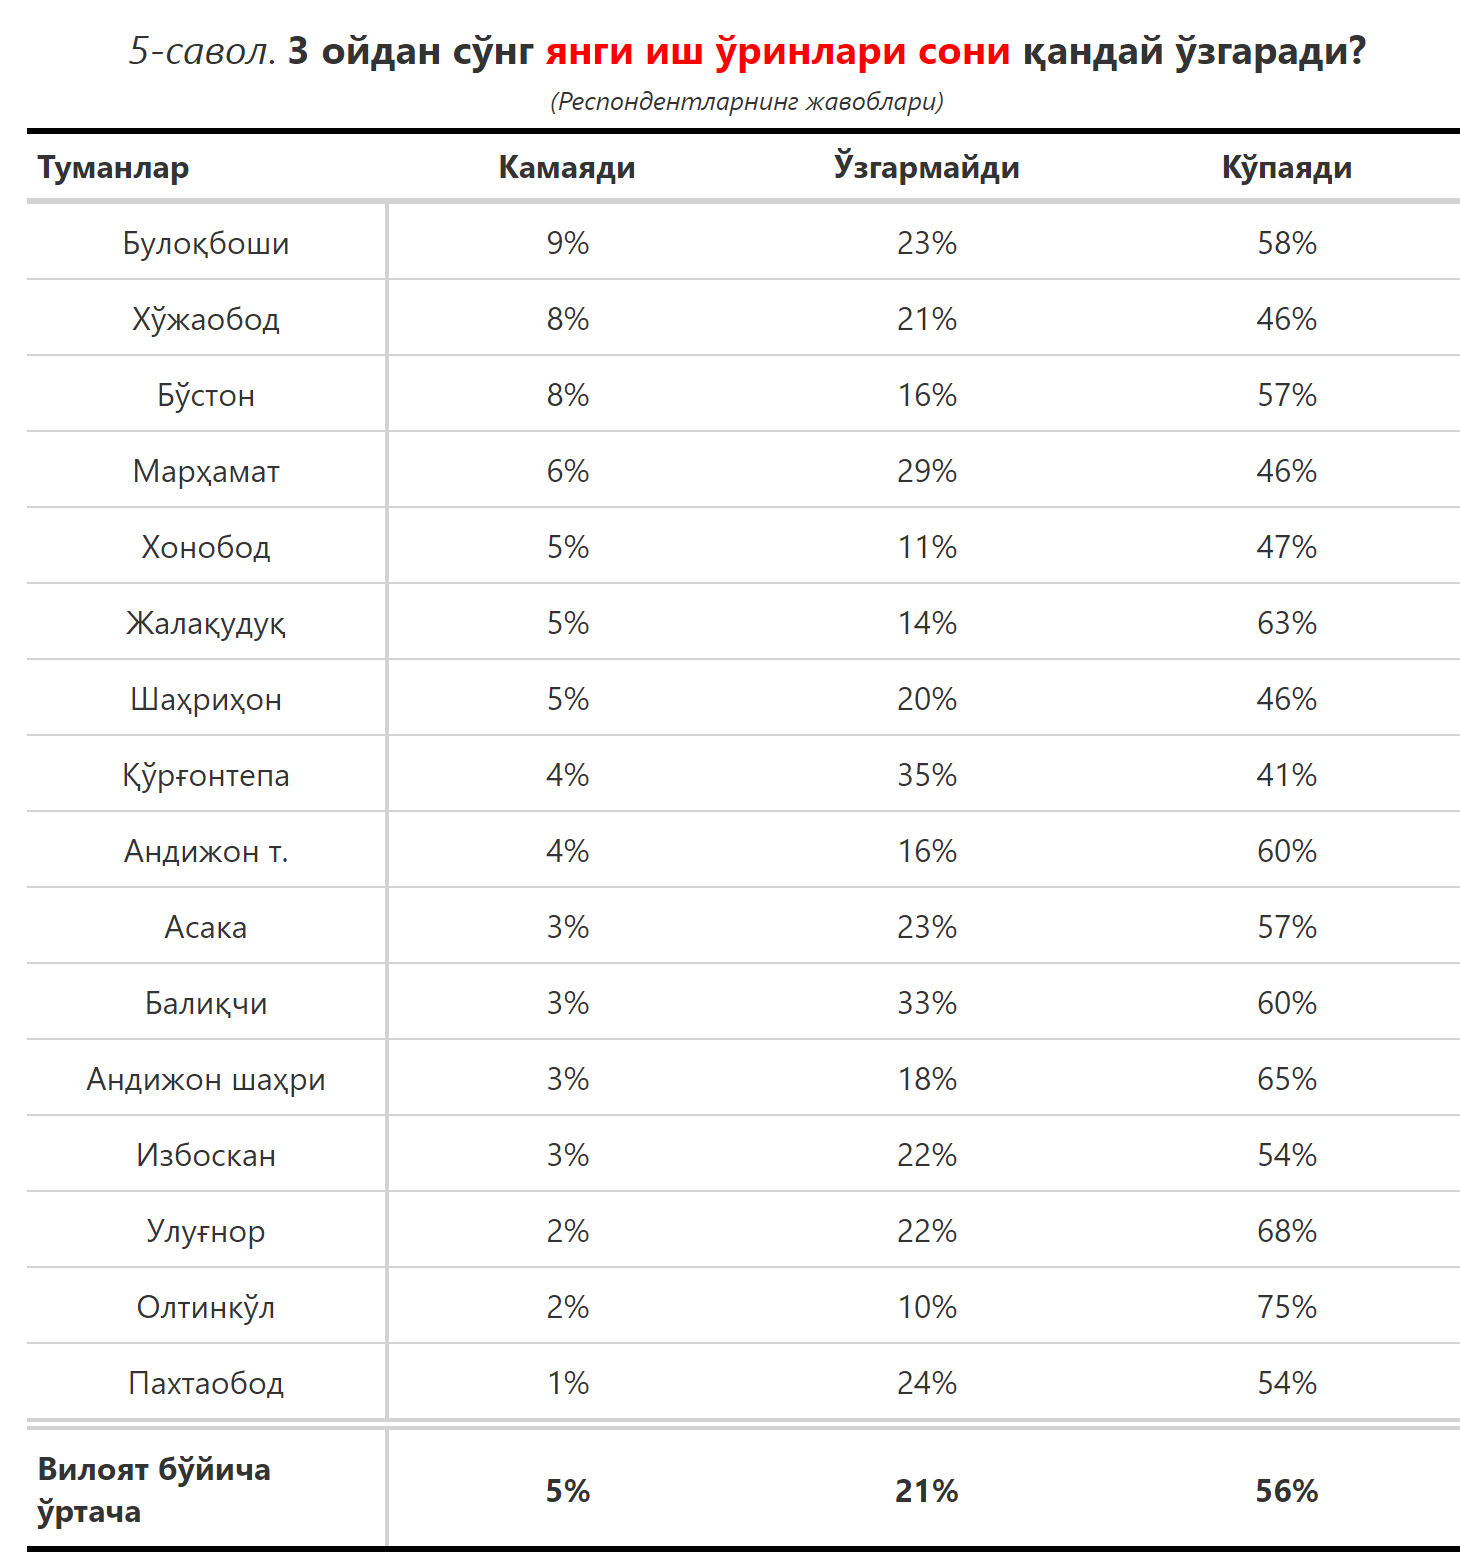 5-савол. 3 ойдан сўнг янги иш ўринлари сони қандай ўзгаради?
(Респондентларнинг жавоблари)
Туманлар Камаяди Ўзгармайди Кўпаяди
Булоқбоши 9% 23% 58%
Хўжаобод 8% 21% 46%
Бўстон 8% 16% 57%
Марҳамат 6% 29% 46%
Хонобод 5% 11% 47%
Жалақудуқ 5% 14% 63%
Шаҳриҳон 5% 20% 46%
Қўрғонтепа 4% 35% 41%
Андижон т. 4% 16% 60%
Асака 3% 23% 57%
Балиқчи 3% 33% 60%
Андижон шаҳри 3% 18% 65%
Избоскан 3% 22% 54%
Улуғнор 2% 22% 68%
Олтинкўл 2% 10% 75%
Пахтаобод 1% 24% 54%
Вилоят бўйича
ўртача 5% 21% 56%